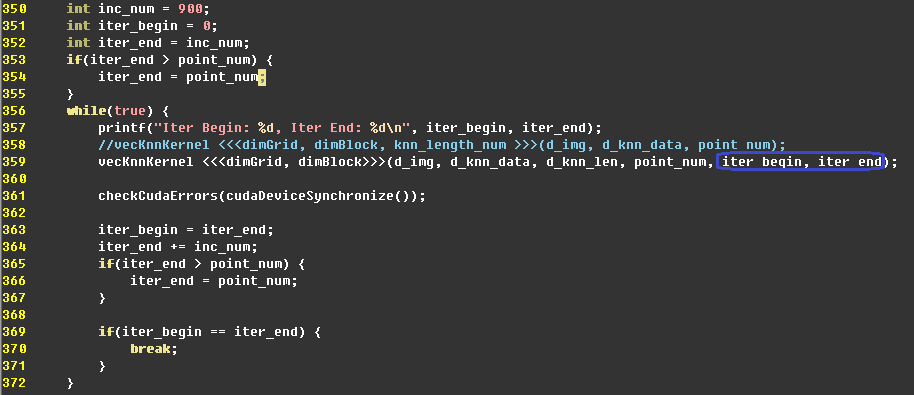 350 int inc_num = 900;
351 int iter_begin = 0;
352 int iter_end = inc_num;
353 if(iter_end > point_num) {
354 iter_end = point_num;
355 }
356 while(true) {
357 printf("Iter Begin: %d, Iter End: %d\n", iter_begin, iter_end);
358 //vecKnnKernel <<<dimGrid, dimBlock, knn_length_num >>>(d_img, d_knn_data, point_num);
359 vecKnnKernel <<<dimGrid, dimBlock>>>(d_img, d_knn_data, d_knn_len, point_num, iter_begin, iter_end);
360
361 checkCudaErrors(cudaDeviceSynchronize());
362
363 iter_begin = iter_end;
364 iter_end += inc_num;
365 if(iter_end > point_num) {
366 iter_end = point_num;
367 }
368
369 if(iter_begin == iter_end) {
370 break;
371 }
372 }